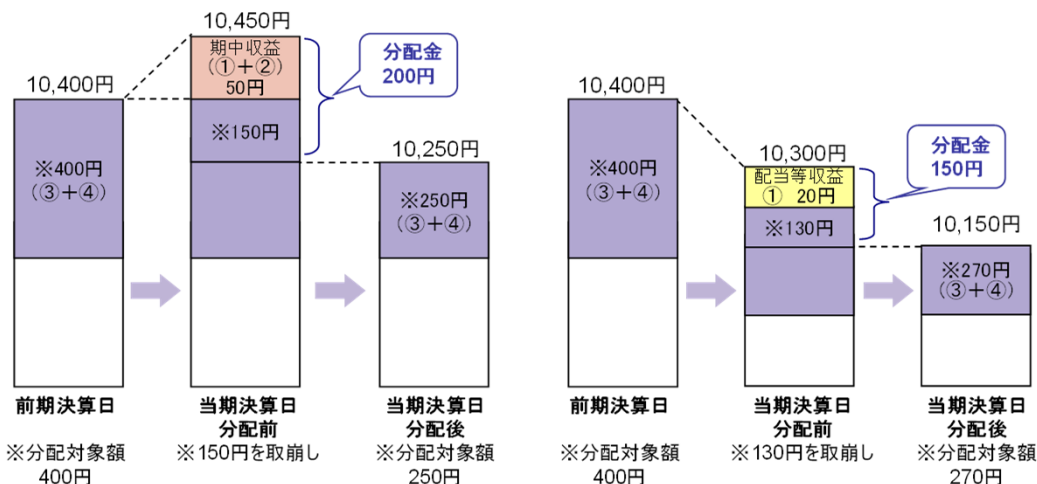 10,400円
※400円
(③+④)
前期決算日
※分配対象額
400円
10,450円
期中収益
(①+②)
50円
※150円
当期決算日
分配前
※150円を取崩し
分配金
200円
10,250円
※250円
(③+④)
当期決算日
分配後
※分配対象額
250円
10,400円
※400円
(③+④)
前期決算日
※分配対象額
400円
10,300円
配当等収益
① 20円
※130円
当期決算日
分配前
※130円を取崩し
分配金
150円
10,150円
※270円
(③+④)
当期決算日
分配後
※分配対象額
270円